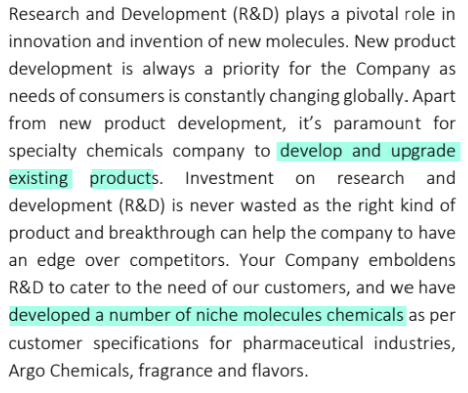 Research and Development (R&D) plays a pivotal role in
innovation and invention of new molecules. New product
development is always a priority for the Company as
needs of consumers is constantly changing globally. Apart
from new product development, it's paramount for
specialty chemicals company to develop and upgrade
existing products. Investment on research and
development (R&D) is never wasted as the right kind of
product and breakthrough can help the company to have
an edge over competitors. Your Company emboldens
R&D to cater to the need of our customers, and we have
developed a number of niche molecules chemicals as per
customer specifications for pharmaceutical industries,
Argo Chemicals, fragrance and flavors.